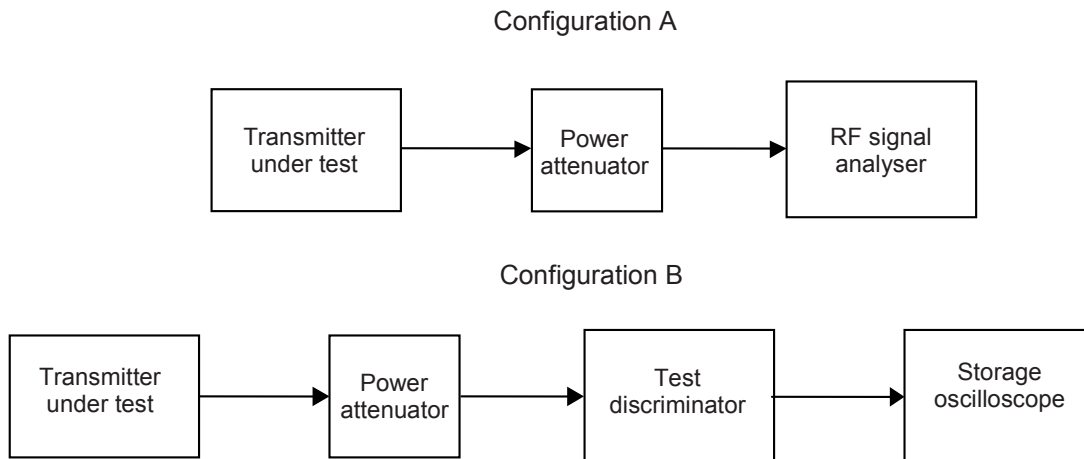 Configuration A
Transmitter
under test
Power
attenuator
RF signal
analyser
Configuration B
Transmitter
under test
Power
attenuator
Test
discriminator
Storage
oscilloscope